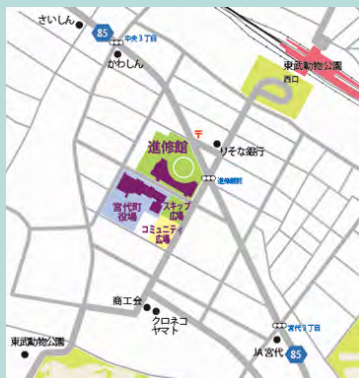 さいしん
85
中央3丁目
かわしん
東武動物公園
西口
〒
りそな銀行
進修館
進修館前
宮代町
役場
スキップ
広場
コミュニティ
広場
商工会
クロネコ
ヤマト
宮代3丁目
JA宮代
85
東武動物公園